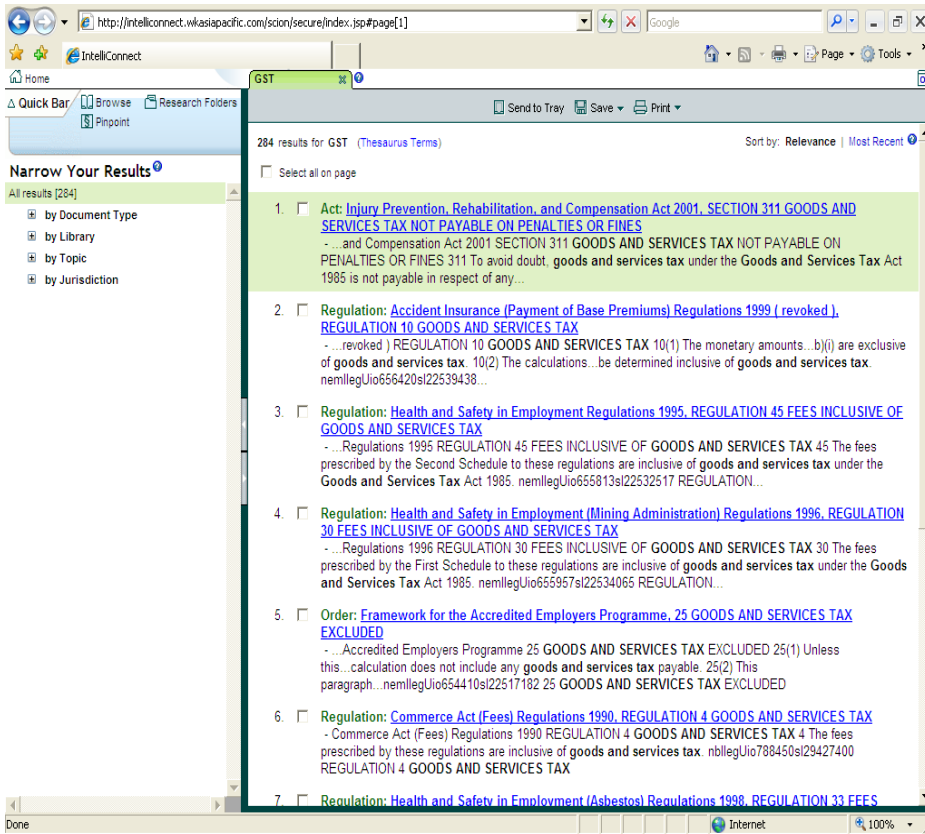 http://intelliconnect.wkasiapacific.com/scion/secure/index.jsp#page[1]
Google
IntelliConnect
Page
Tools
Home
GST
Quick Bar
Browse
Research Folders
Pinpoint
Send to Tray
Save
Print
284 results for GST (Thesaurus Terms)
Sort by: Relevance | Most Recent
Select all on page
Narrow Your Results
All results [284]
by Document Type
by Library
by Topic
by Jurisdiction
1. Act: Injury Prevention, Rehabilitation, and Compensation Act 2001, SECTION 311 GOODS AND
SERVICES TAX NOT PAYABLE ON PENALTIES OR FINES
- ...and Compensation Act 2001 SECTION 311 GOODS AND SERVICES TAX NOT PAYABLE ON
PENALTIES OR FINES 311 To avoid doubt, goods and services tax under the Goods and Services Tax Act
1985 is not payable in respect of any...
2. Regulation: Accident Insurance (Payment of Base Premiums) Regulations 1999 ( revoked ),
REGULATION 10 GOODS AND SERVICES TAX
- ...revoked ) REGULATION 10 GOODS AND SERVICES TAX 10(1) The monetary amounts...b)(i) are exclusive
of goods and services tax. 10(2) The calculations...be determined inclusive of goods and services tax.
nemllegUio656420sl22539438...
3. Regulation: Health and Safety in Employment Regulations 1995, REGULATION 45 FEES INCLUSIVE OF
GOODS AND SERVICES TAX
- ...Regulations 1995 REGULATION 45 FEES INCLUSIVE OF GOODS AND SERVICES TAX 45 The fees
prescribed by the Second Schedule to these regulations are inclusive of goods and services tax under the
Goods and Services Tax Act 1985. nemllegUio655813sl22532517 REGULATION...
4. Regulation: Health and Safety in Employment (Mining Administration) Regulations 1996, REGULATION
30 FEES INCLUSIVE OF GOODS AND SERVICES TAX
- ...Regulations 1996 REGULATION 30 FEES INCLUSIVE OF GOODS AND SERVICES TAX 30 The fees
prescribed by the First Schedule to these regulations are inclusive of goods and services tax under the Goods
and Services Tax Act 1985. nemllegUio655957sl22534065 REGULATION...
5. Order: Framework for the Accredited Employers Programme, 25 GOODS AND SERVICES TAX
EXCLUDED
- ...Accredited Employers Programme 25 GOODS AND SERVICES TAX EXCLUDED 25(1) Unless
this...calculation does not include any goods and services tax payable. 25(2) This
paragraph...nemllegUio654410sl22517182 25 GOODS AND SERVICES TAX EXCLUDED
6. Regulation: Commerce Act (Fees) Regulations 1990, REGULATION 4 GOODS AND SERVICES TAX
- Commerce Act (Fees) Regulations 1990 REGULATION 4 GOODS AND SERVICES TAX 4 The fees
prescribed by these regulations are inclusive of goods and services tax. nbllegUio788450sl29427400
REGULATION 4 GOODS AND SERVICES TAX
7. Regulation: Health and Safety in Employment (Asbestos) Regulations 1998, REGULATION 33 FEES
Done
Internet
100%